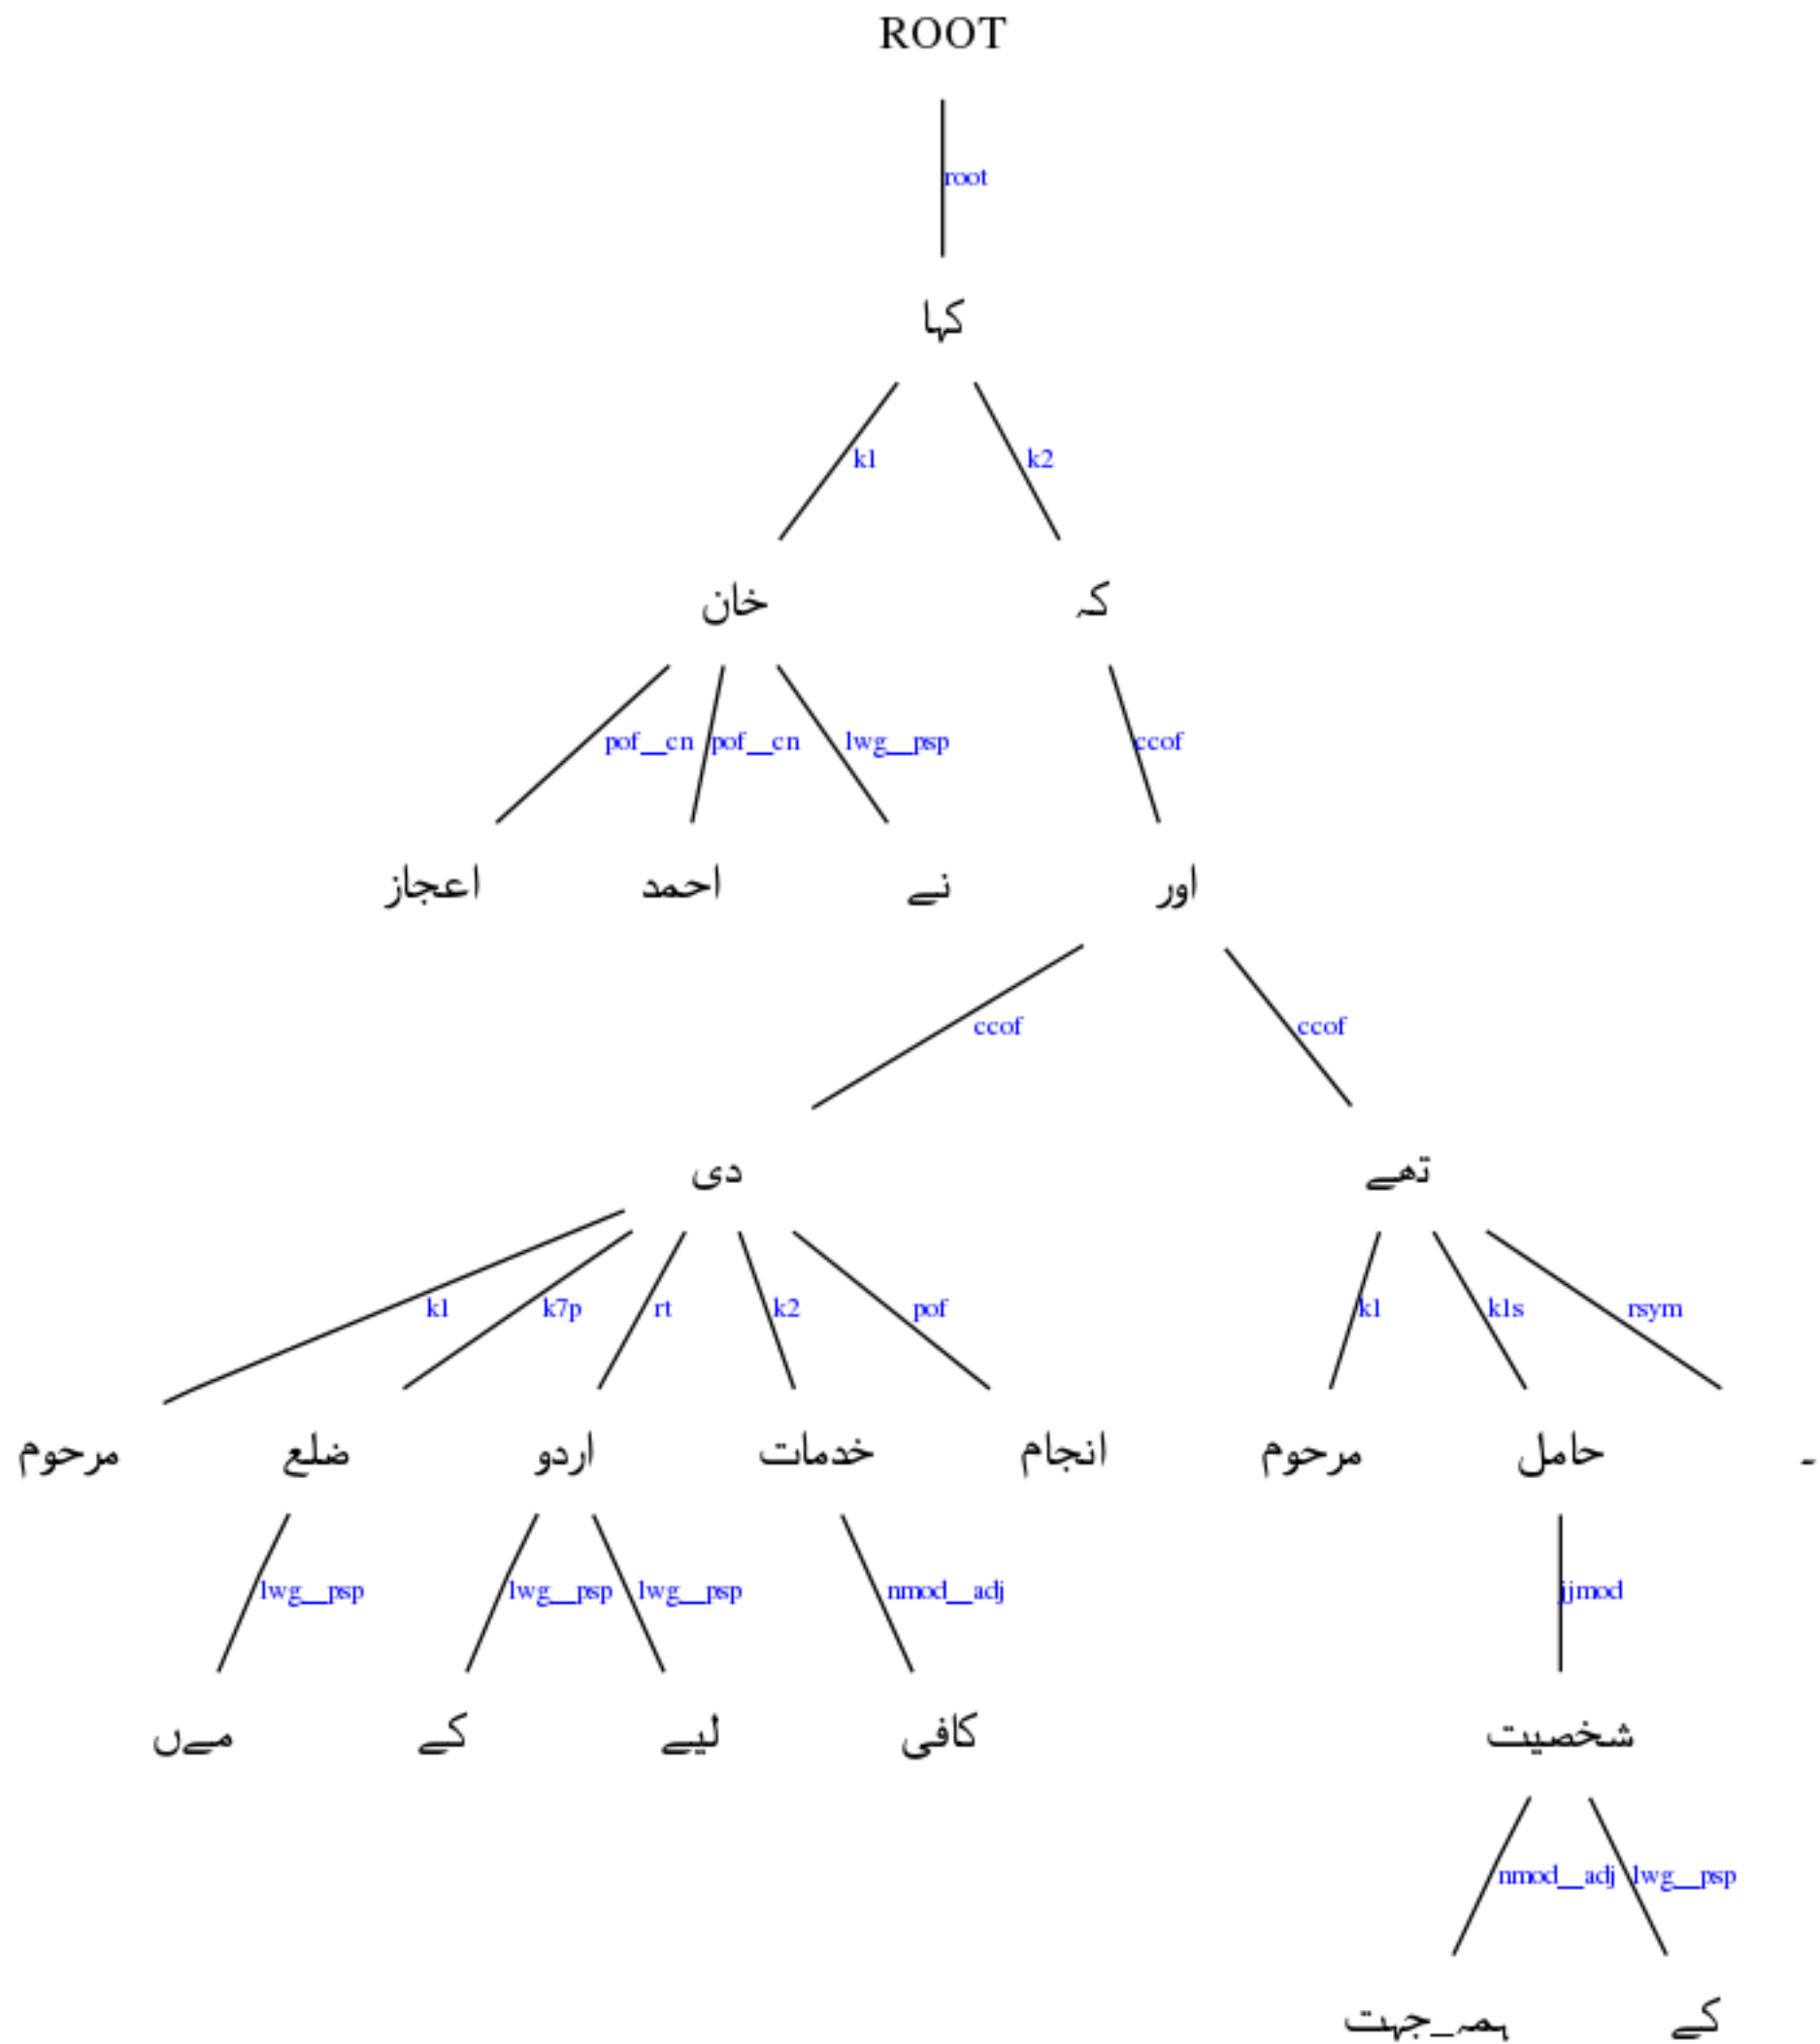 ROOT
root
کہا
k1 k2
خان کہ
pof__cn pof__cn lwg__psp ccof
اعجاز احمد نے اور
ccof ccof
دی تھے
k1 k7p rt k2 pof k1 k1s rsym
مرحوم ضلع اردو خدمات انجام مرحوم حامل ۔
lwg__psp lwg__psp lwg__psp nmod__adj jjmod
مےں کے لیے کافی شخصیت
nmod__adj lwg__psp
ہمہ_جہت کے